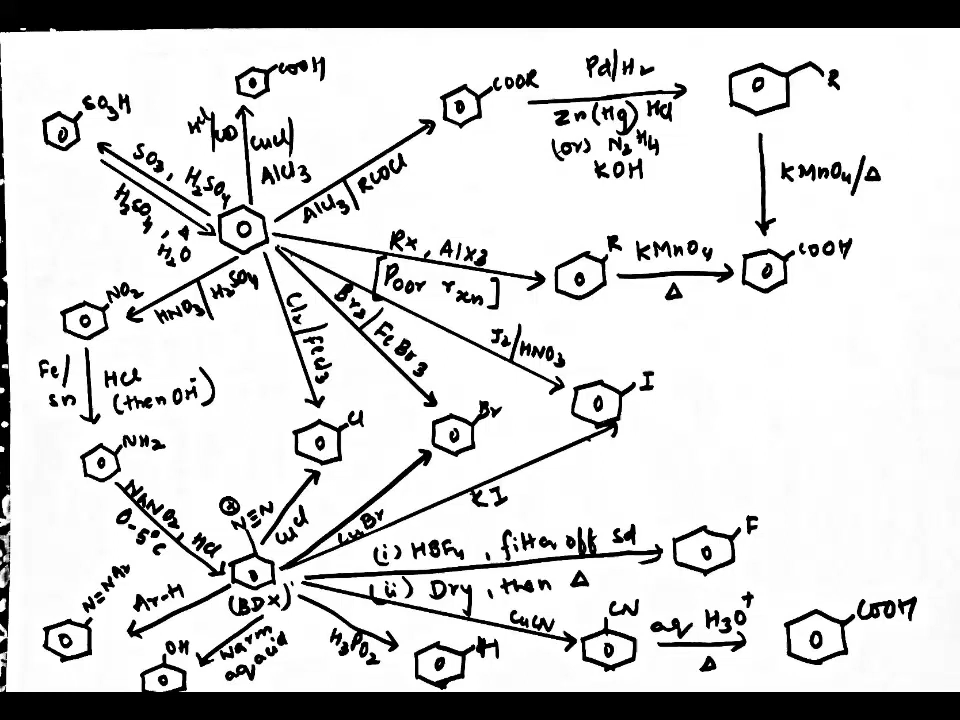 COOH
SO3H
COOR
Pd/H2
Zn(Hg) HCl
(or) N2H4
KOH
R
HCl/CO
CuCl/
AlCl3
SO3, H2SO4
H2SO4, Δ
H2O
AlCl3/RCOCl
KMnO4/Δ
RX, AlX3
[Poor rxn]
R
KMnO4
Δ
COOH
NO2
HNO3/H2SO4
Cl2/FeCl3
Br2/FeBr3
I2/HNO3
I
Fe/
Sn
HCl
(then OH-)
Cl
Br
NH2
NANO2, HCl
0-5°C
+
N≡N
CuCl
CuBr
KI
(i) HBF4, filter off sd
(ii) Dry, then Δ
F
(BDX)
N=NAr
Ar-H
OH
Warm
aq acid
H3PO2
H
CuCN
CN
aq H3O+
Δ
COOH